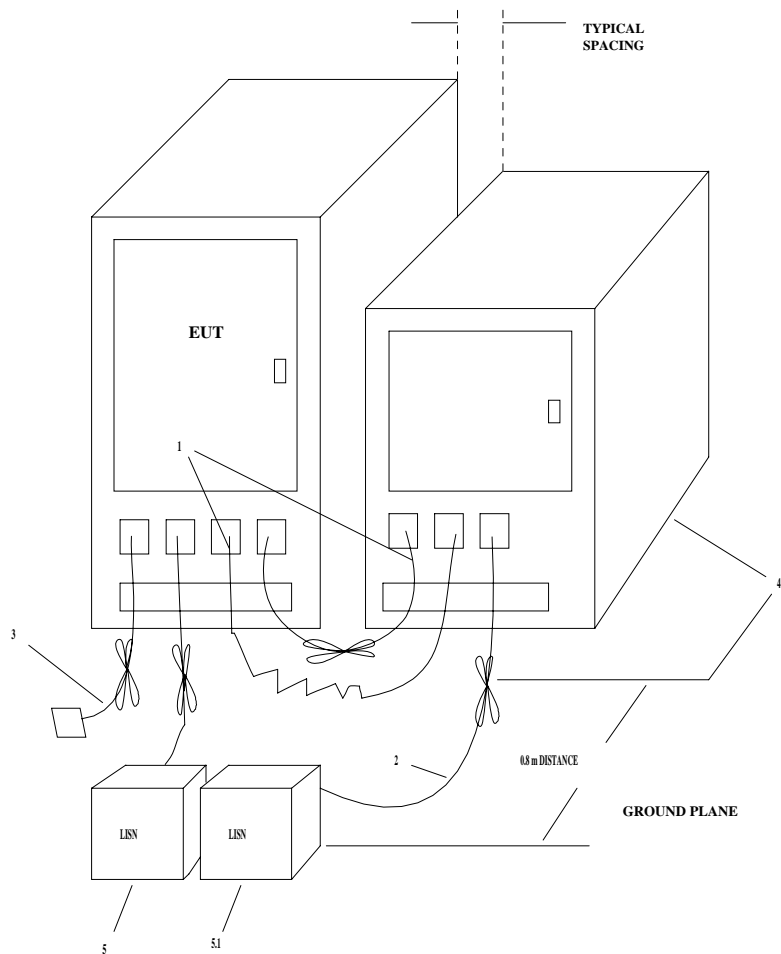 TYPICAL
SPACING
EUT
1
4
3
2
0.8 m DISTANCE
GROUND PLANE
LISN
LISN
5
5.1